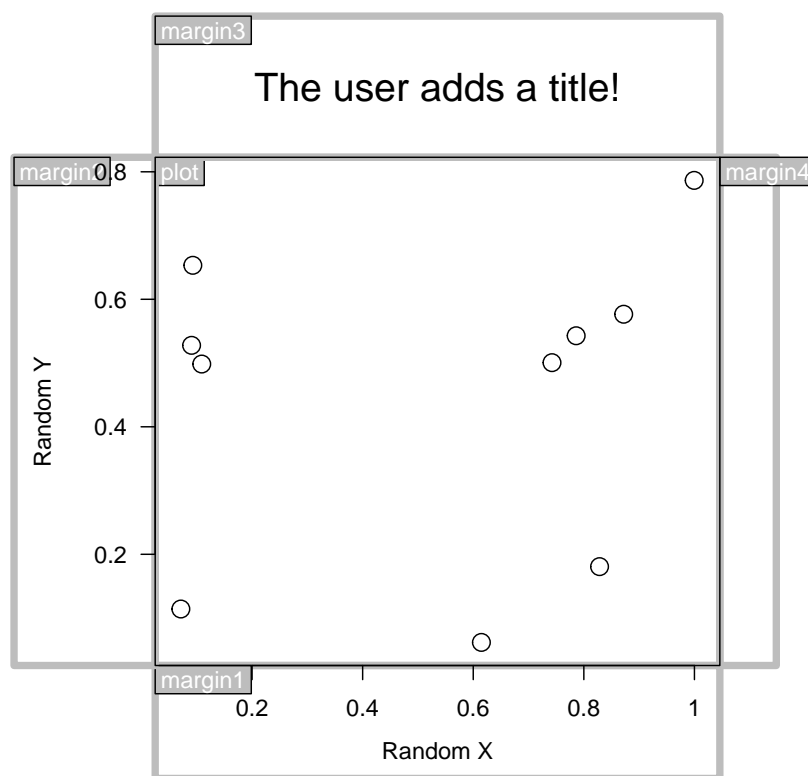 margin3
The user adds a title!
margin2
0.8
plot
margin4
0.6
0.4
0.2
Random Y
margin1
0.2 0.4 0.6 0.8 1
Random X